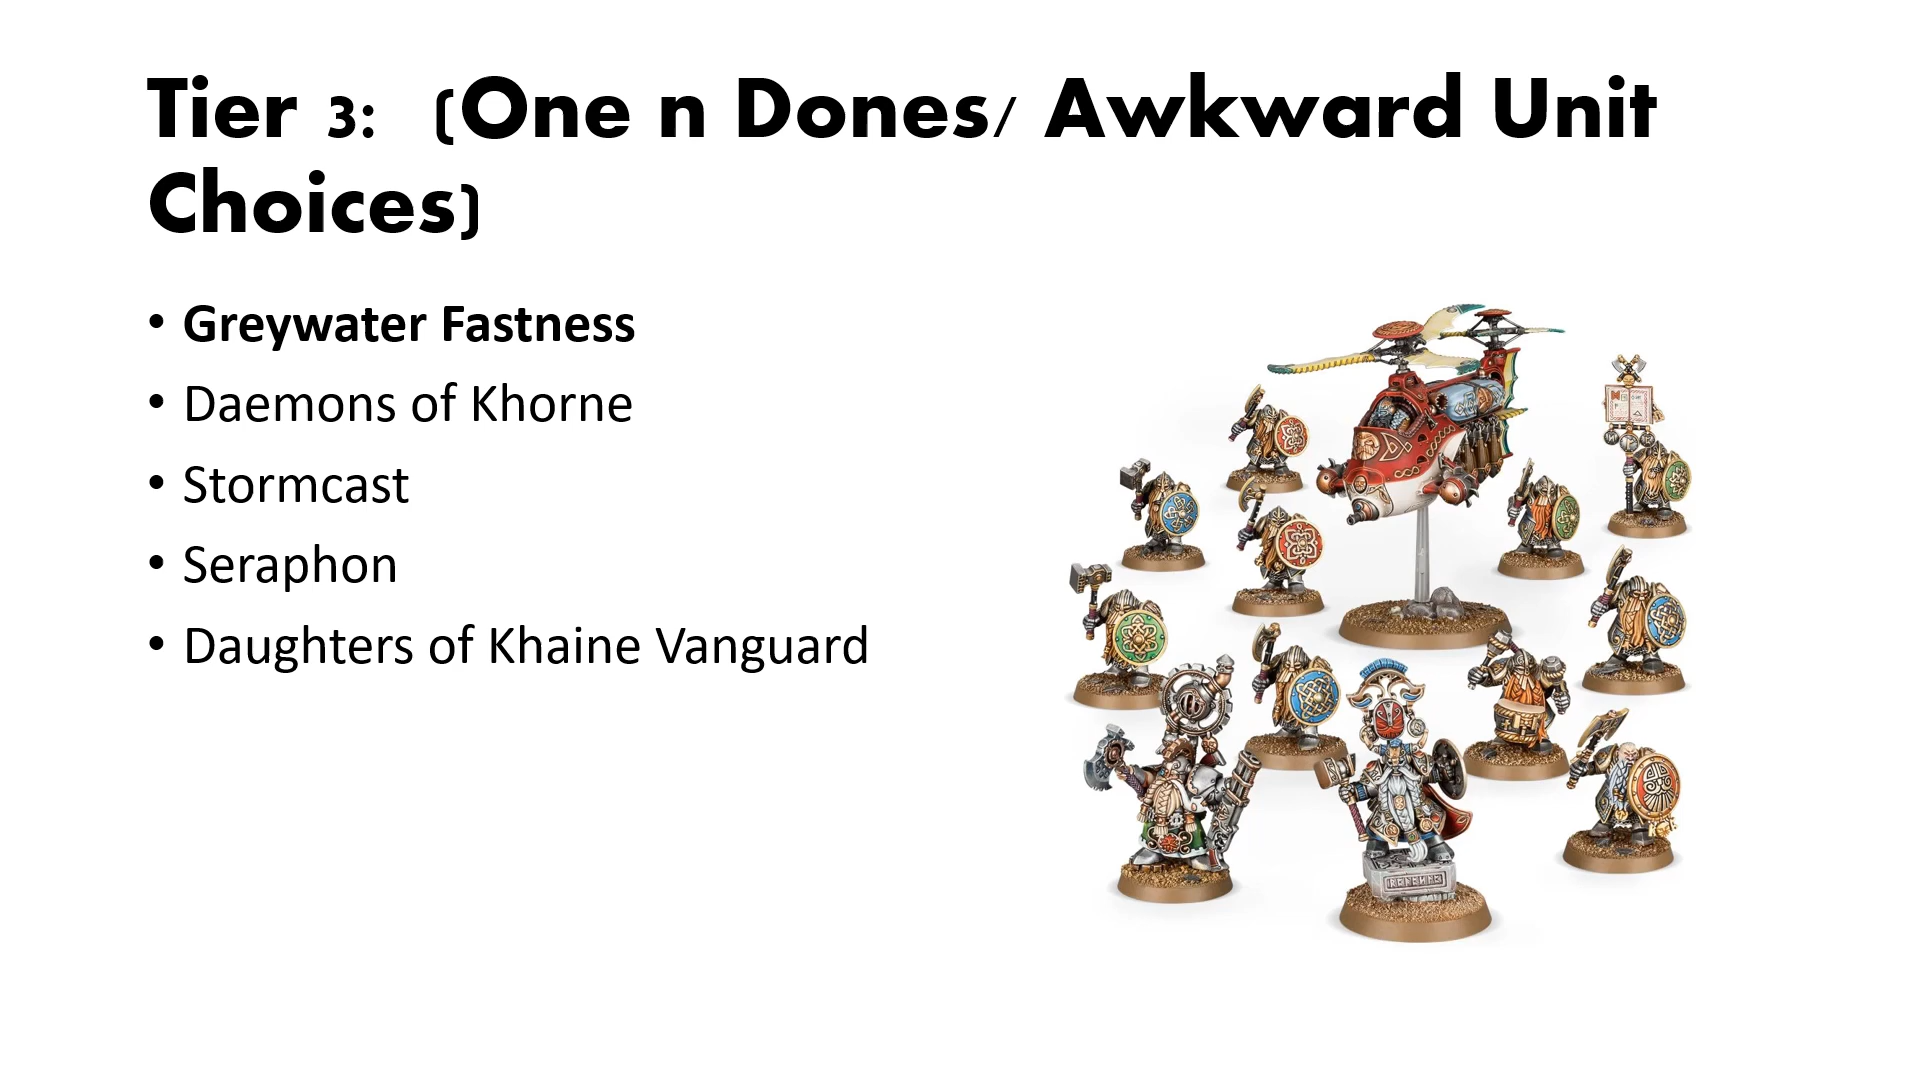 Tier 3: (One n Dones/ Awkward Unit
Choices)
• Greywater Fastness
• Daemons of Khorne
• Stormcast
• Seraphon
• Daughters of Khaine Vanguard